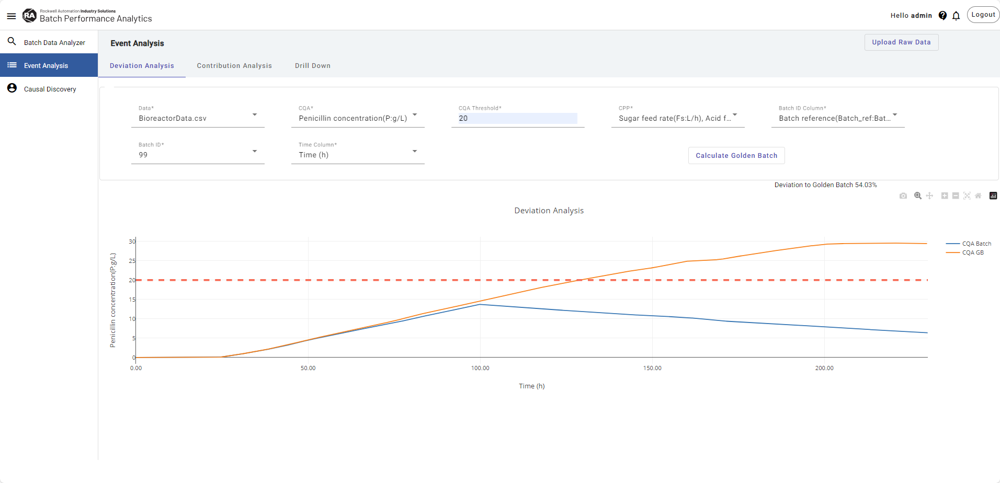 Rockwell Automation Industry Solutions
Batch Performance Analytics
Hello admin
Logout
Batch Data Analyzer
Event Analysis
Causal Discovery
Event Analysis
Upload Raw Data
Deviation Analysis
Contribution Analysis
Drill Down
Data*
BioreactorData.csv
CQA*
Penicillin concentration(P:g/L)
CQA Threshold*
20
CPP*
Sugar feed rate(Fs:L/h), Acid f...
Batch ID Column*
Batch reference(Batch_ref:Bat...
Batch ID*
99
Time Column*
Time (h)
Calculate Golden Batch
Deviation to Golden Batch 54.03%
Deviation Analysis
Penicillin concentration(P:g/L)
30
25
20
15
10
5
0
0.00
50.00
100.00
150.00
200.00
Time (h)
CQA Batch
CQA GB
RA